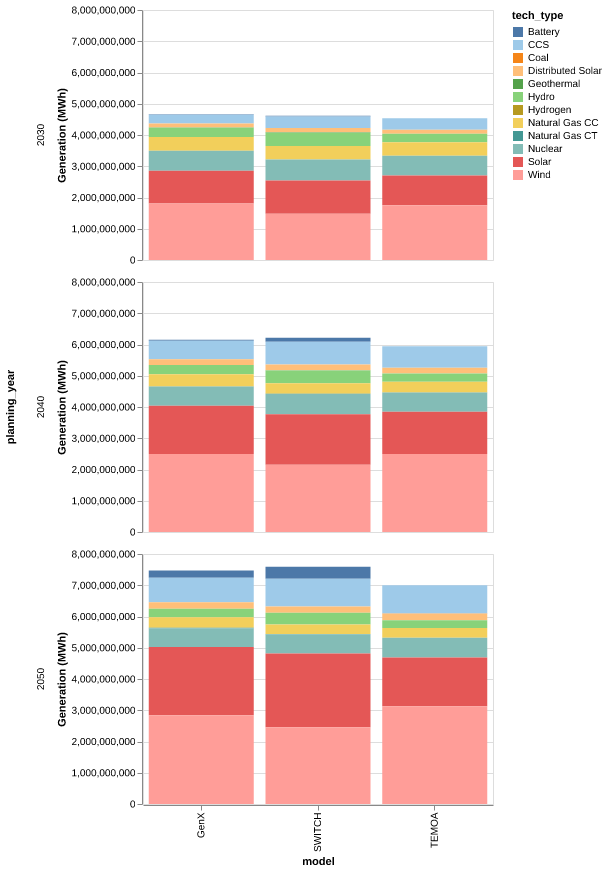 planning_year
2030
Generation (MWh)
8,000,000,000
7,000,000,000
6,000,000,000
5,000,000,000
4,000,000,000
3,000,000,000
2,000,000,000
1,000,000,000
0
2040
Generation (MWh)
8,000,000,000
7,000,000,000
6,000,000,000
5,000,000,000
4,000,000,000
3,000,000,000
2,000,000,000
1,000,000,000
0
2050
Generation (MWh)
8,000,000,000
7,000,000,000
6,000,000,000
5,000,000,000
4,000,000,000
3,000,000,000
2,000,000,000
1,000,000,000
0
GenX
SWITCH
TEMOA
model
tech_type
Battery
CCS
Coal
Distributed Solar
Geothermal
Hydro
Hydrogen
Natural Gas CC
Natural Gas CT
Nuclear
Solar
Wind